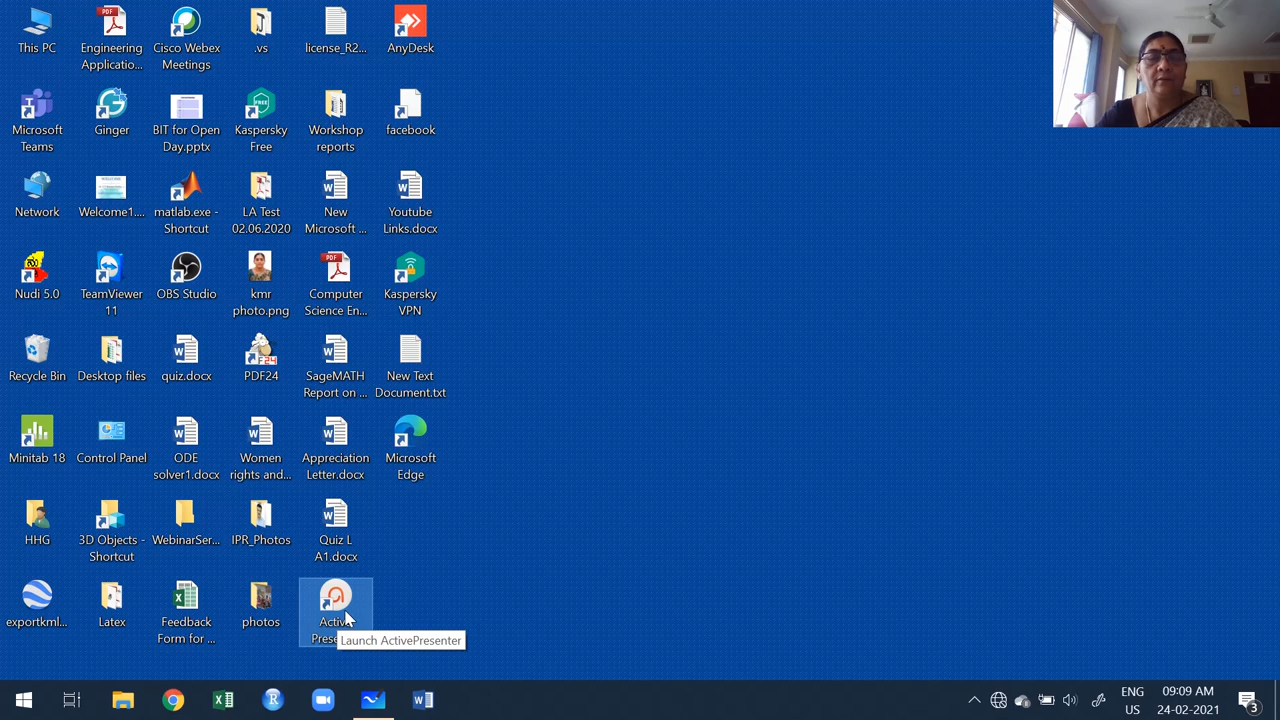 This PC
Engineering
Applicatio...
Cisco Webex
Meetings
.vs
license_R2...
AnyDesk
Microsoft
Teams
Ginger
BIT for Open
Day.pptx
FREE
Kaspersky
Free
Workshop
reports
facebook
Network
Welcome1....
matlab.exe -
Shortcut
LA Test
02.06.2020
New
Microsoft ...
Youtube
Links.docx
Nudi 5.0
TeamViewer
11
OBS Studio
kmr
photo.png
PDF
Computer
Science En...
Kaspersky
VPN
Recycle Bin
Desktop files
quiz.docx
F24
PDF24
SageMATH
Report on ...
New Text
Document.txt
Minitab 18
Control Panel
ODE
solver1.docx
Women
rights and...
Appreciation
Letter.docx
Microsoft
Edge
HHG
3D Objects -
Shortcut
WebinarSer...
IPR_Photos
Quiz L
A1.docx
exportkml...
Latex
Feedback
Form for ...
photos
Launch ActivePresenter
ENG
US
09:09 AM
24-02-2021
3